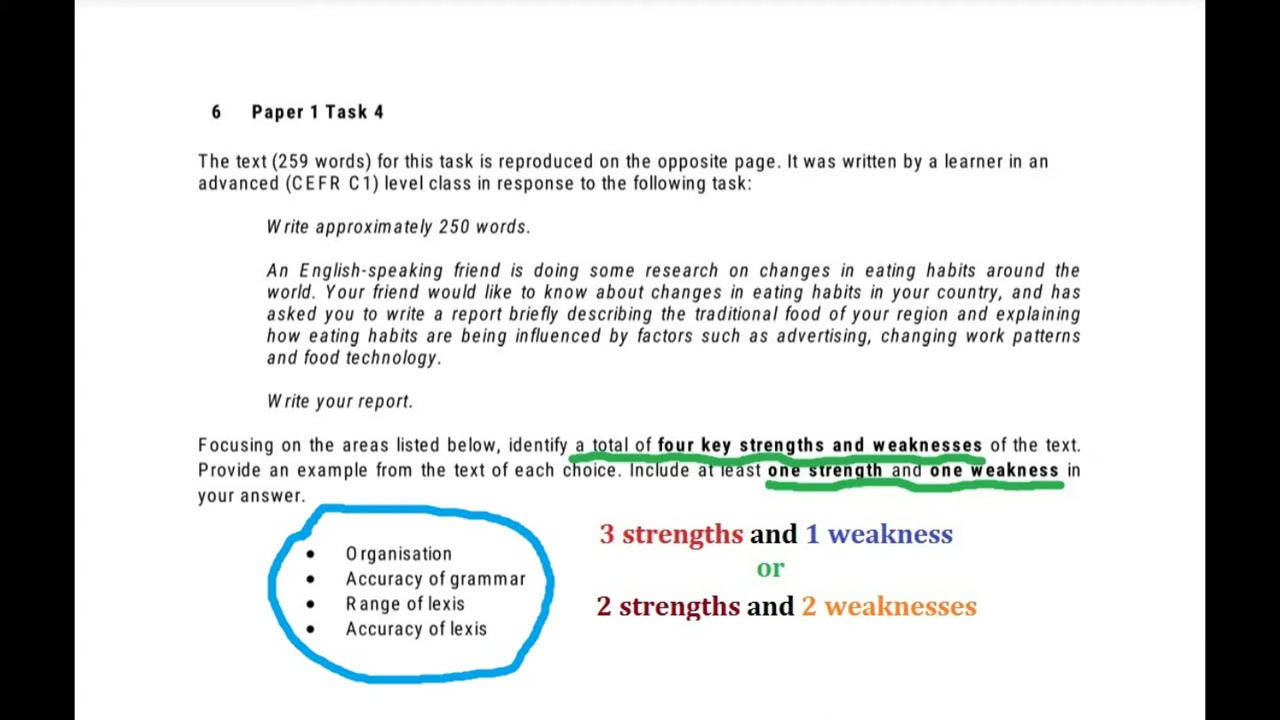 6 Paper 1 Task 4
The text (259 words) for this task is reproduced on the opposite page. It was written by a learner in an
advanced (CEFR C1) level class in response to the following task:
Write approximately 250 words.
An English-speaking friend is doing some research on changes in eating habits around the
world. Your friend would like to know about changes in eating habits in your country, and has
asked you to write a report briefly describing the traditional food of your region and explaining
how eating habits are being influenced by factors such as advertising, changing work patterns
and food technology.
Write your report.
Focusing on the areas listed below, identify a total of four key strengths and weaknesses of the text.
Provide an example from the text of each choice. Include at least one strength and one weakness in
your answer.
• Organisation
• Accuracy of grammar
• Range of lexis
• Accuracy of lexis
3 strengths and 1 weakness
or
2 strengths and 2 weaknesses